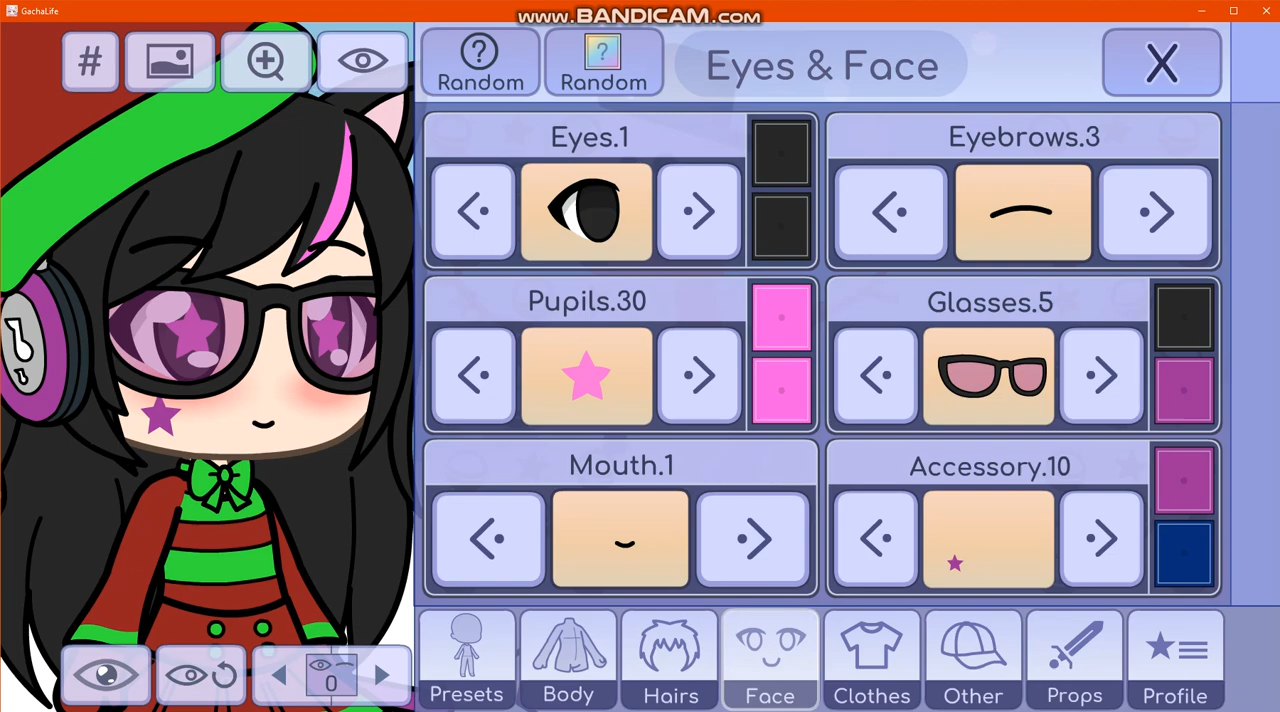 GachaLife
www.BANDICAM.com
#
? Random
? Random
Eyes & Face
X
Eyes.1
Eyebrows.3
Pupils.30
Glasses.5
Mouth.1
Accessory.10
0
Presets
Body
Hairs
Face
Clothes
Other
Props
Profile